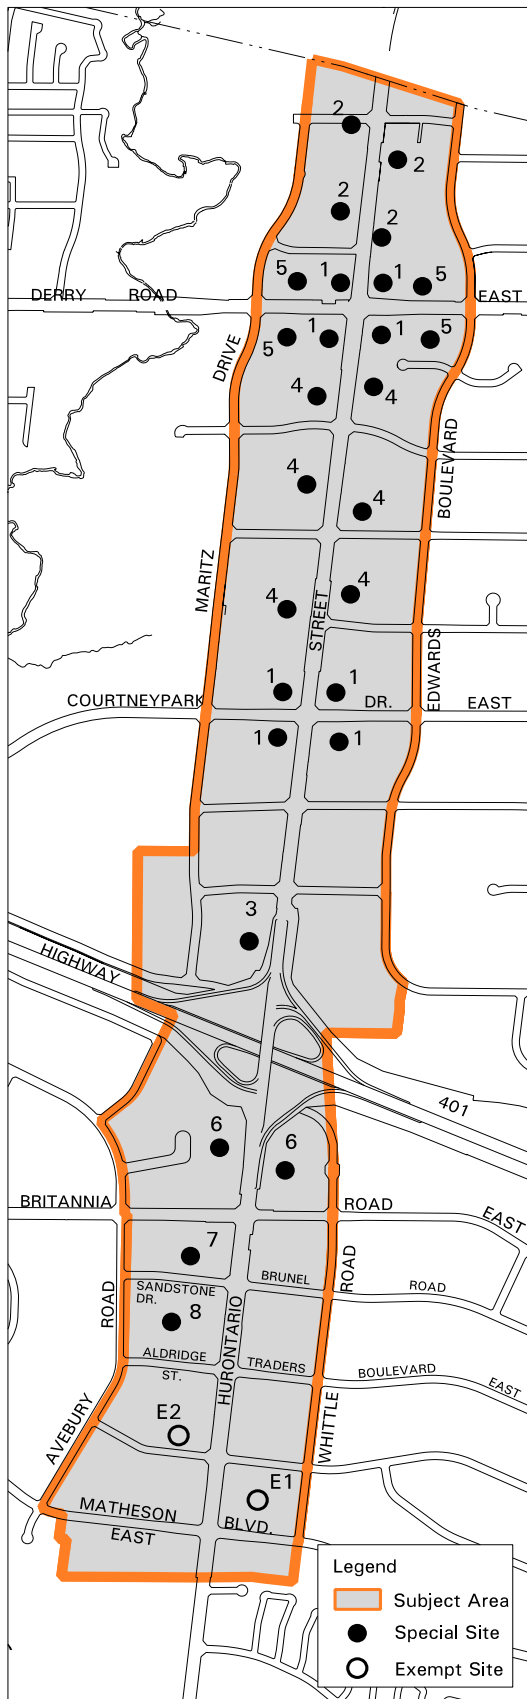 2
2
2
2
5
1
1
5
DERRY ROAD
EAST
1
1
5
5
DRIVE
4
4
BOULEVARD
4
4
MARITZ
4
4
STREET
EDWARDS
1
1
COURTNEYPARK
DR.
EAST
1
1
3
HIGHWAY
401
6
6
BRITANNIA
ROAD
EAST
7
ROAD
BRUNEL
ROAD
SANDSTONE
DR.
ROAD
HURONTARIO
8
ALDRIDGE
ST.
TRADERS
BOULEVARD
EAST
AVEBURY
WHITTLE
E2
E1
MATHESON
BLVD.
EAST
Legend
Subject Area
Special Site
Exempt Site